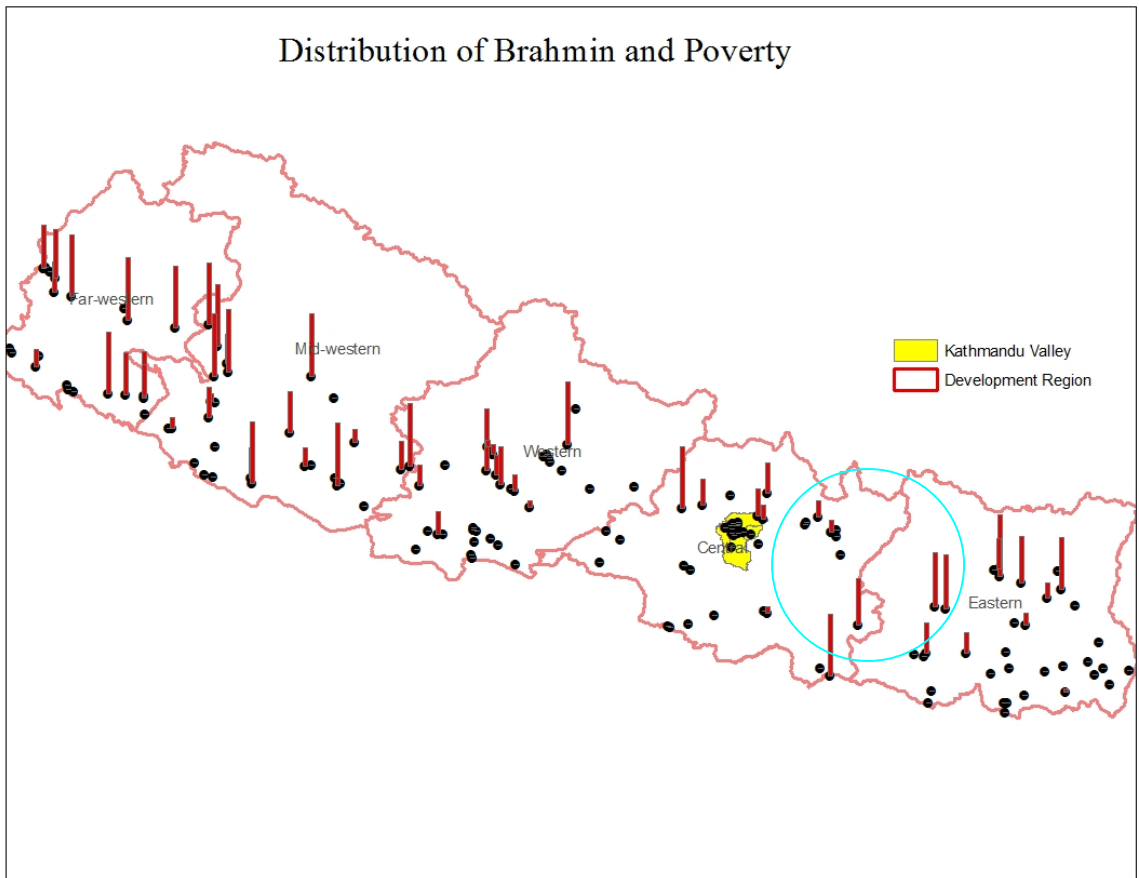 Distribution of Brahmin and Poverty
Far-western
Mid-western
Kathmandu Valley
Development Region
Western
Central
Eastern